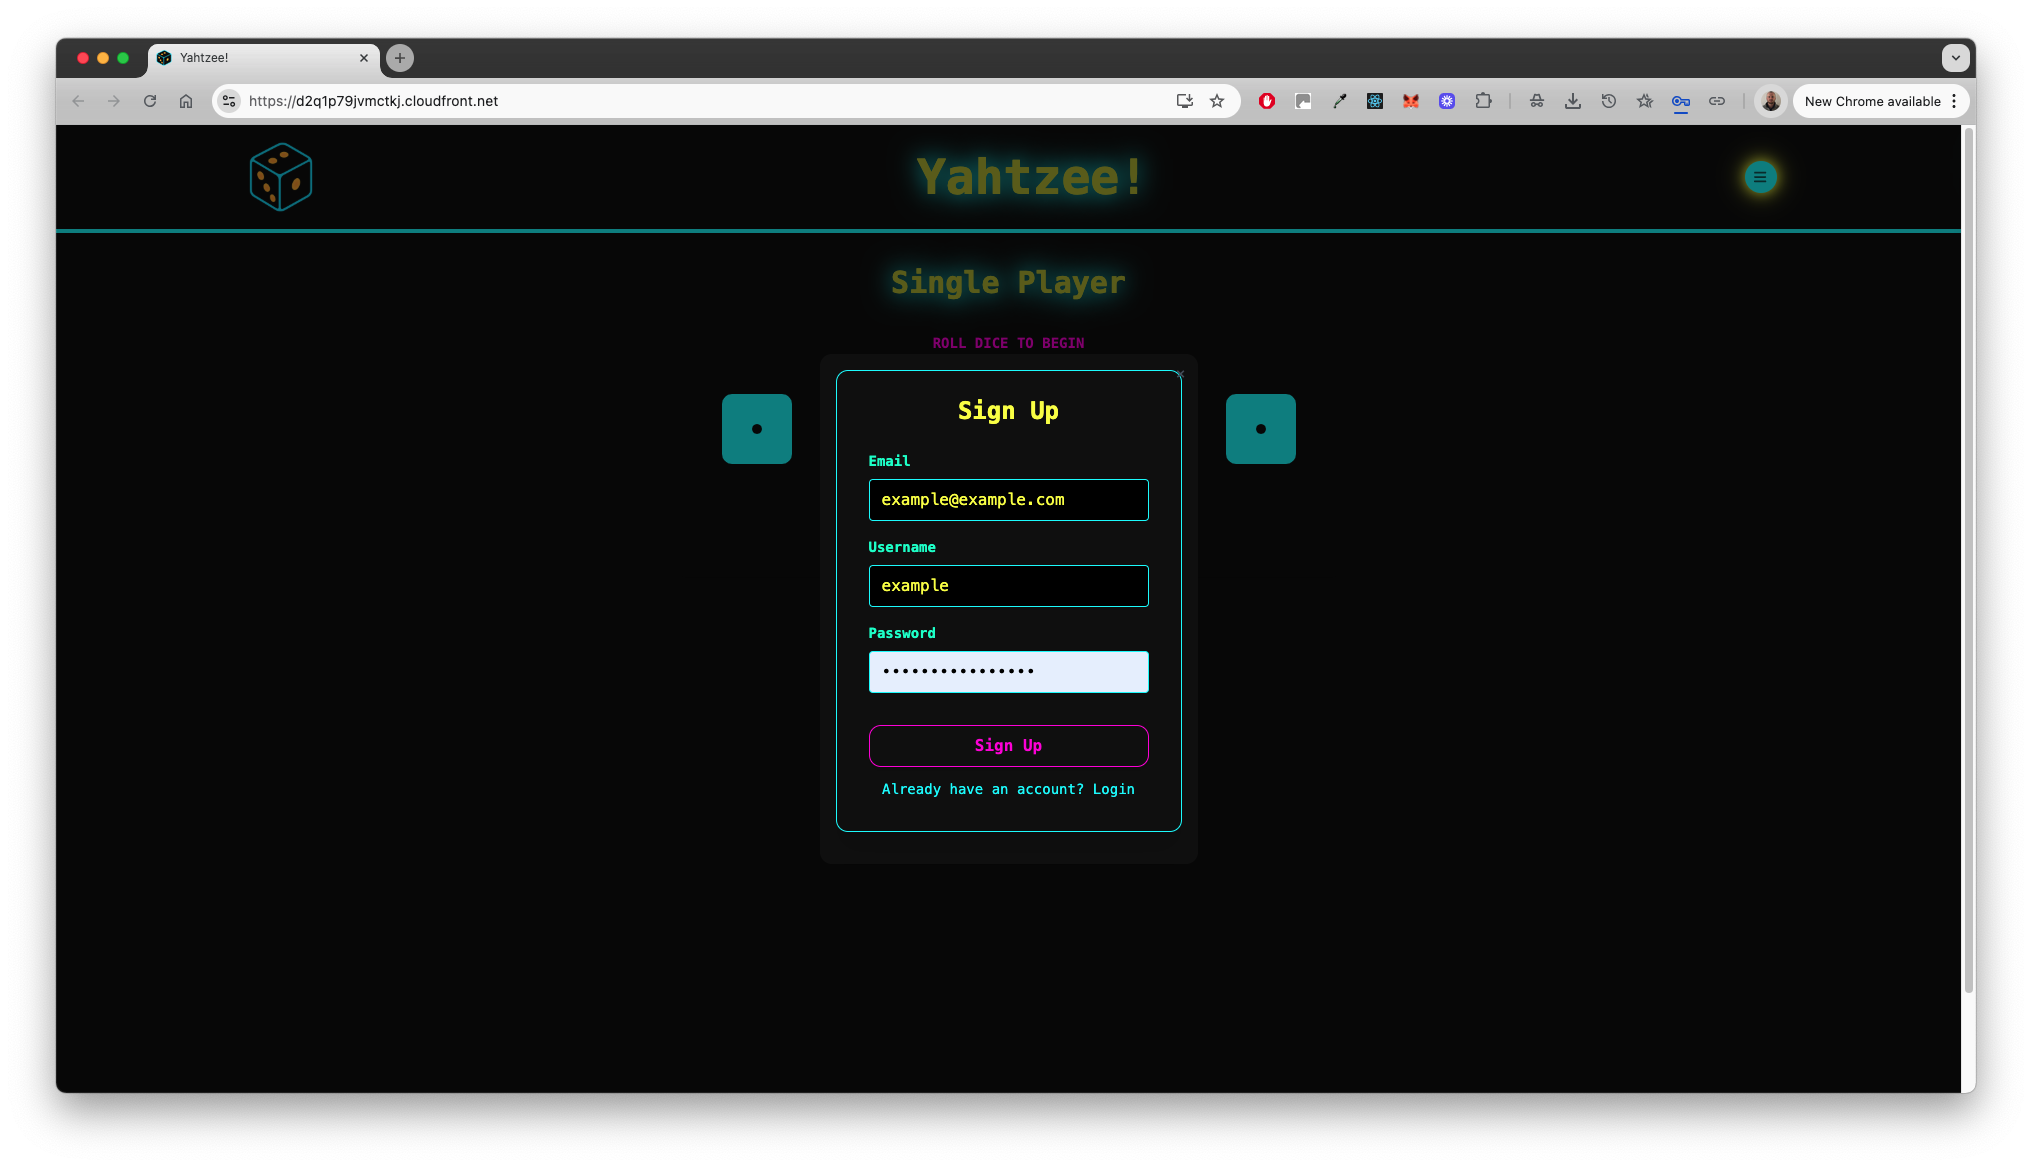 Yahtzee!
https://d2q1p79jvmctkj.cloudfront.net
New Chrome available
Yahtzee!
Single Player
ROLL DICE TO BEGIN
Sign Up
Email
example@example.com
Username
example
Password
••••••••••••••••
Sign Up
Already have an account? Login